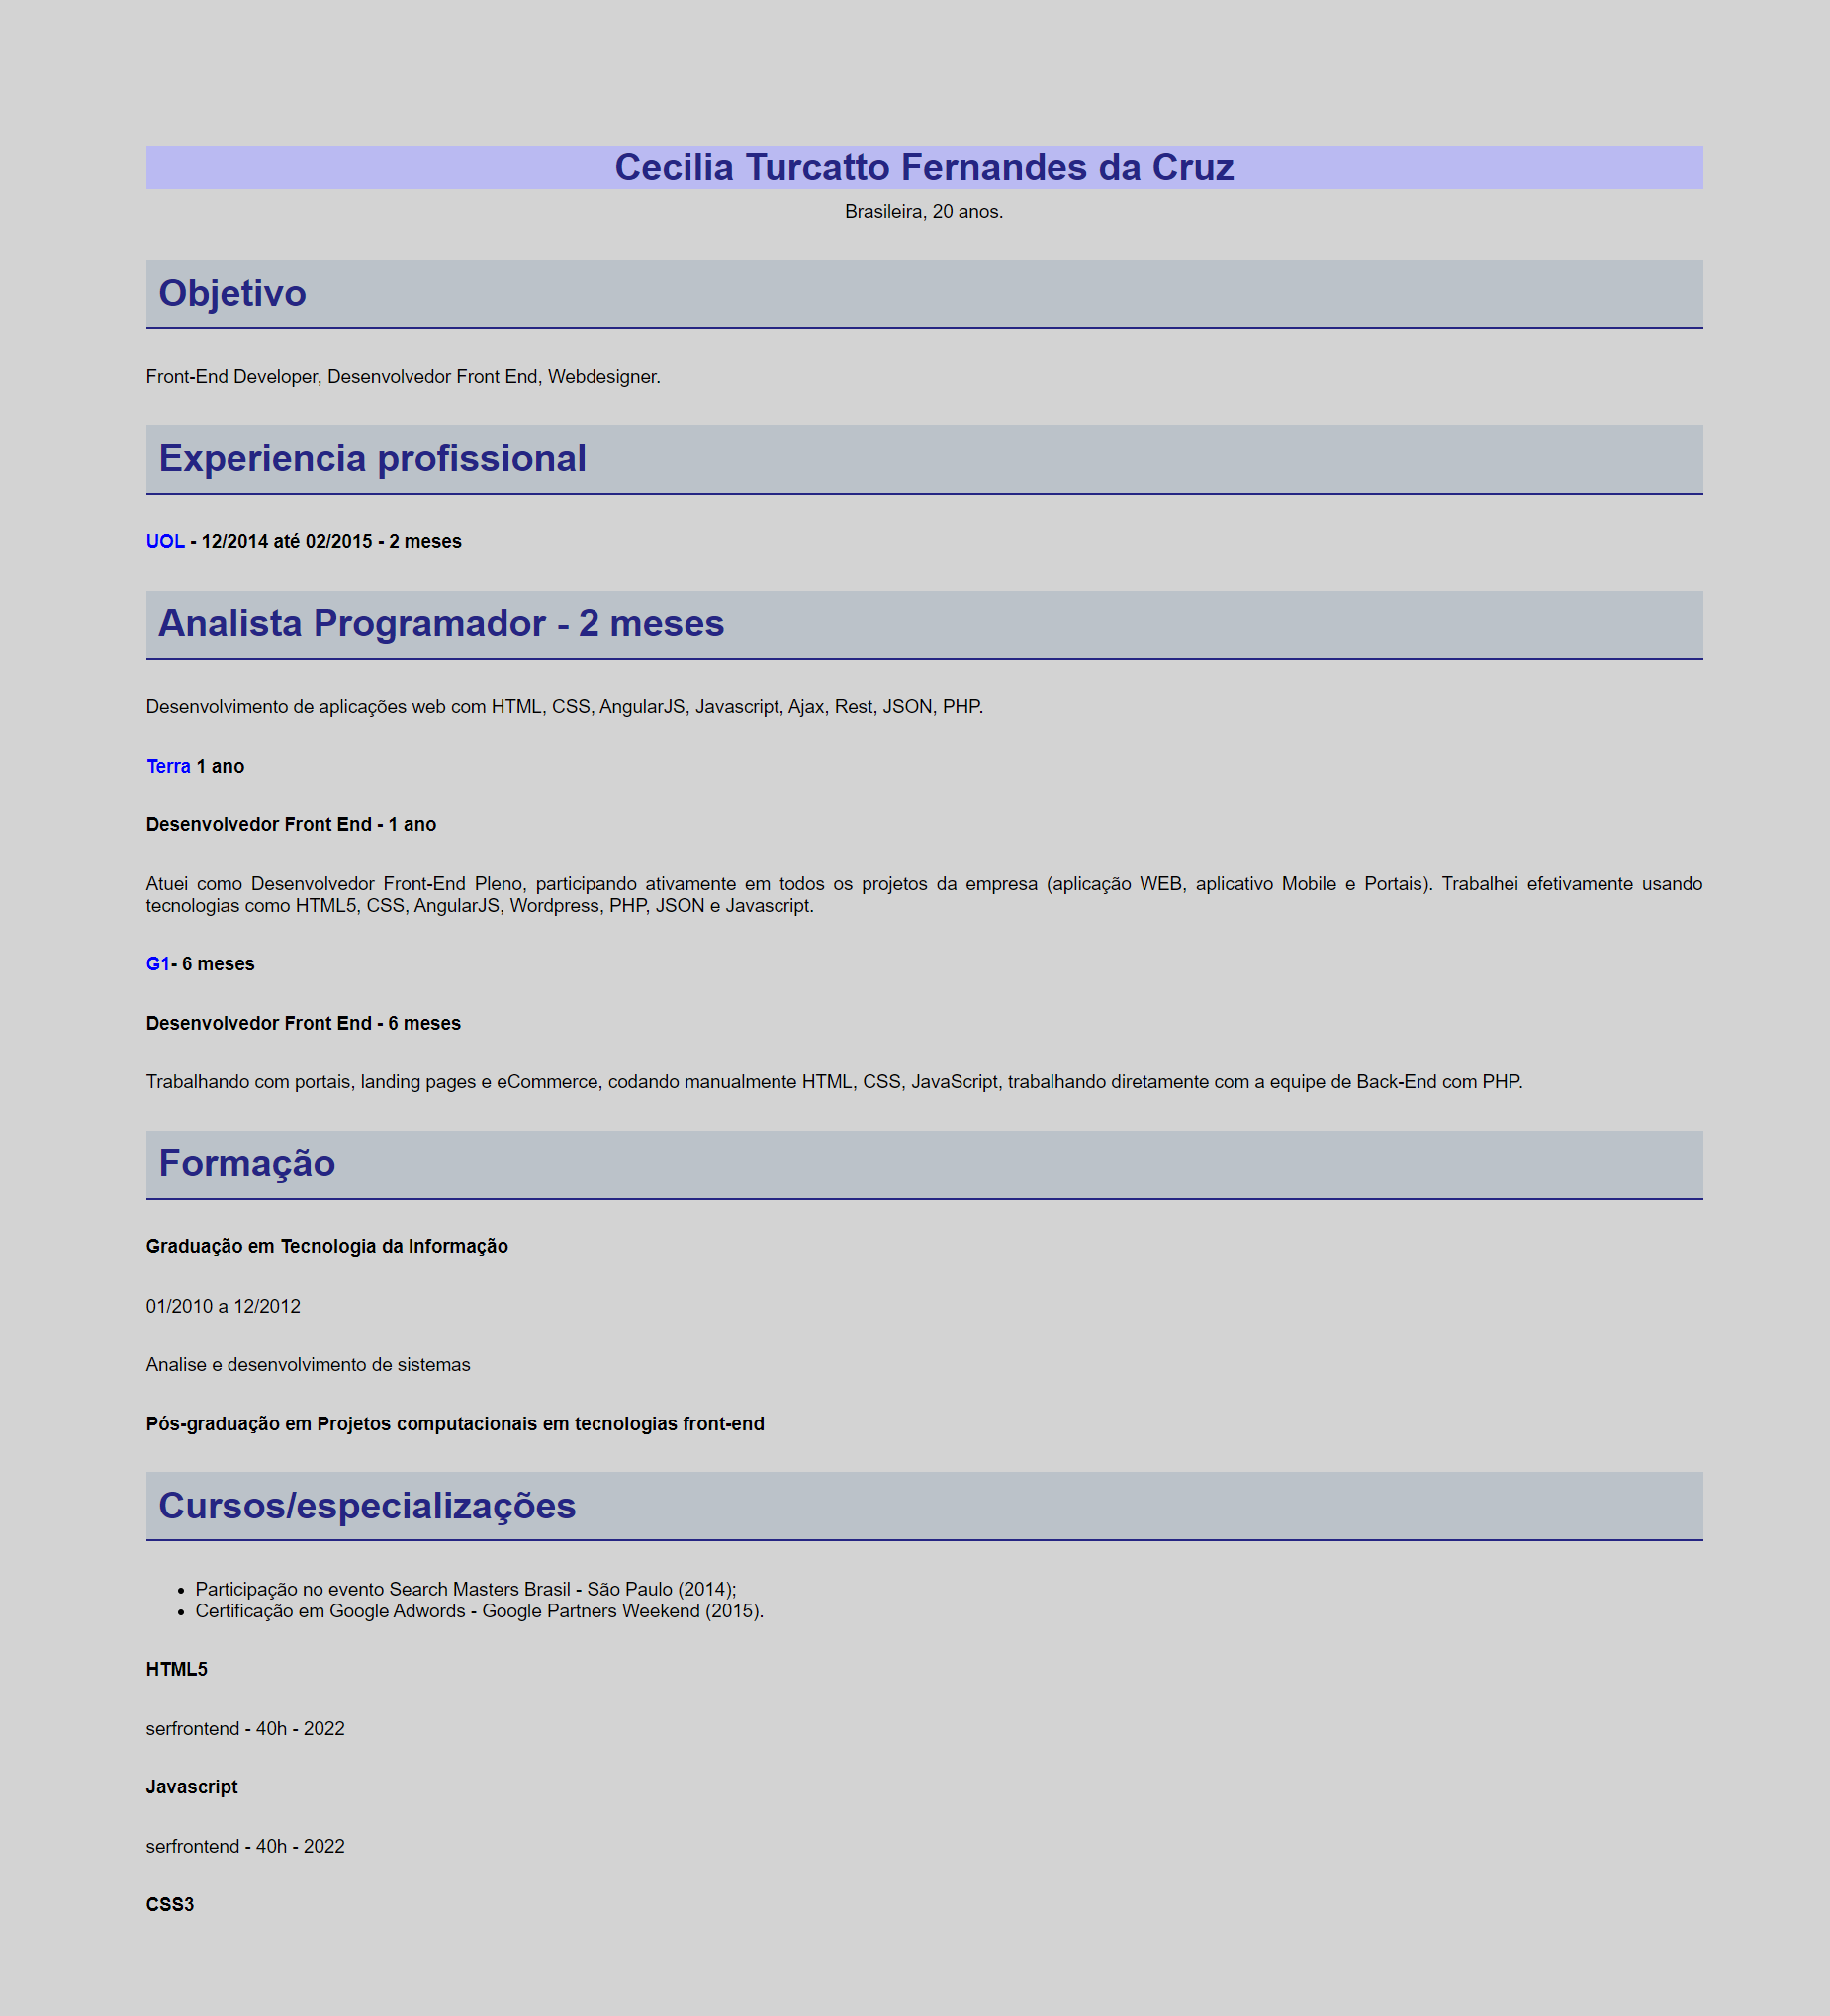 Cecilia Turcatto Fernandes da Cruz
Brasileira, 20 anos.
Objetivo
Front-End Developer, Desenvolvedor Front End, Webdesigner.
Experiencia profissional
UOL - 12/2014 até 02/2015 - 2 meses
Analista Programador - 2 meses
Desenvolvimento de aplicações web com HTML, CSS, AngularJS, Javascript, Ajax, Rest, JSON, PHP.
Terra 1 ano
Desenvolvedor Front End - 1 ano
Atuei como Desenvolvedor Front-End Pleno, participando ativamente em todos os projetos da empresa (aplicação WEB, aplicativo Mobile e Portais). Trabalhei efetivamente usando
tecnologias como HTML5, CSS, AngularJS, Wordpress, PHP, JSON e Javascript.
G1- 6 meses
Desenvolvedor Front End - 6 meses
Trabalhando com portais, landing pages e eCommerce, codando manualmente HTML, CSS, JavaScript, trabalhando diretamente com a equipe de Back-End com PHP.
Formação
Graduação em Tecnologia da Informação
01/2010 a 12/2012
Analise e desenvolvimento de sistemas
Pós-graduação em Projetos computacionais em tecnologias front-end
Cursos/especializações
• Participação no evento Search Masters Brasil - São Paulo (2014);
• Certificação em Google Adwords - Google Partners Weekend (2015).
HTML5
serfrontend - 40h - 2022
Javascript
serfrontend - 40h - 2022
CSS3